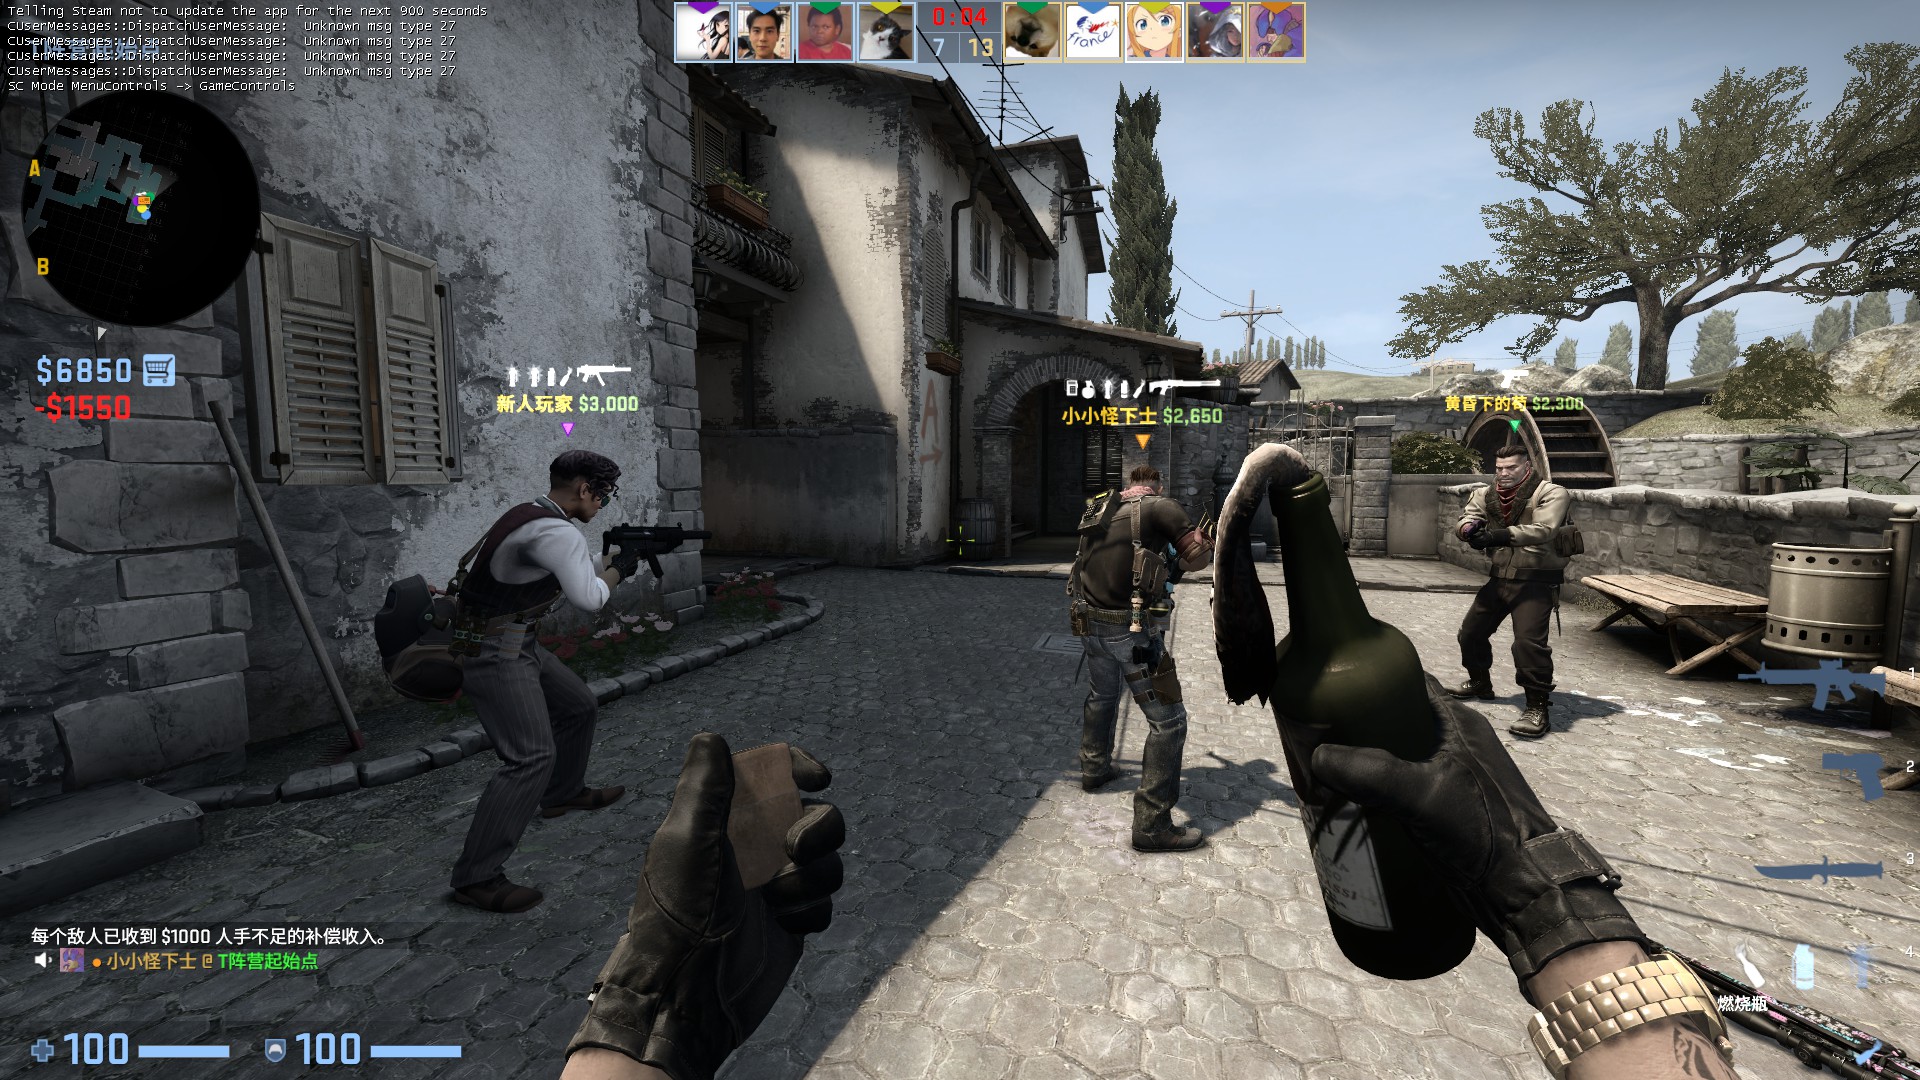 Telling Steam not to update the app for the next 900 seconds
CUserMessages::DispatchUserMessage:  Unknown msg type 27
CUserMessages::DispatchUserMessage:  Unknown msg type 27
CUserMessages::DispatchUserMessage:  Unknown msg type 27
CUserMessages::DispatchUserMessage:  Unknown msg type 27
SC Mode MenuControls -> GameControls
0:04
7 13
france
A
B
$6850
-$1550
新人玩家 $3,000
小小怪下士 $2,650
黄昏下的苟 $2,300
A
1
2
3
4
燃烧瓶
每个敌人已收到 $1000 人手不足的补偿收入。
小小怪下士 @ T阵营起始点
100 100